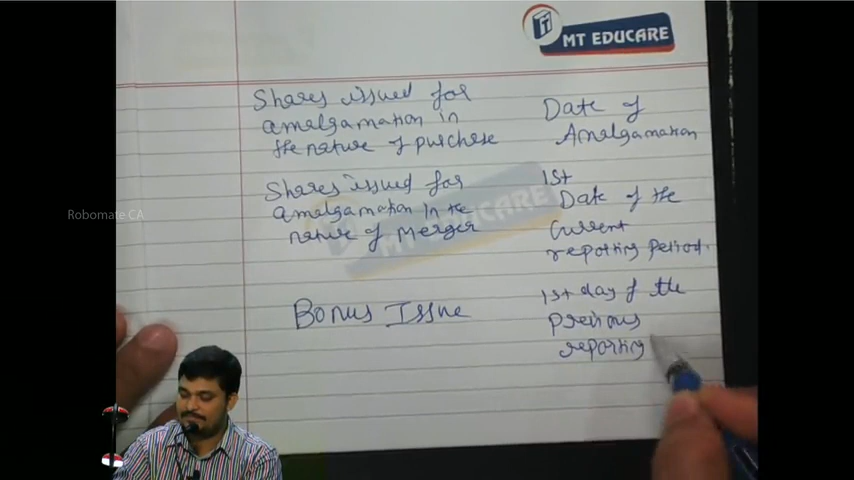 MT EDUCARE
Shares issued for
amalgamation in
the nature of purchase
Date of
Amalgamation
Shares issued for
amalgamation In the
nature of Merger
1st
Date of the
Current
reporting period.
Bonus Issue
1st day of the
previous
reporting
Robomate CA
MT EDUCARE